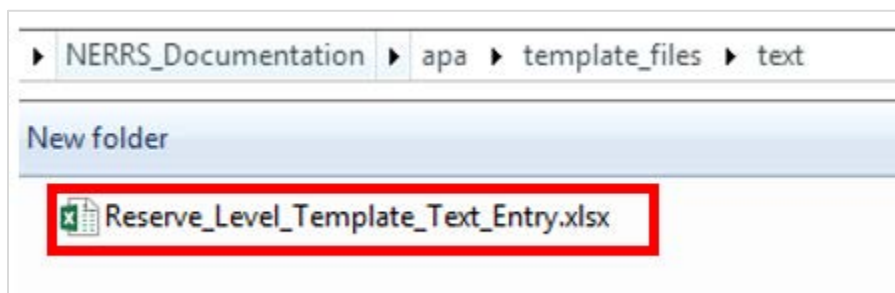 NERRS_Documentation apa template_files text
New folder
Reserve_Level_Template_Text_Entry.xlsx